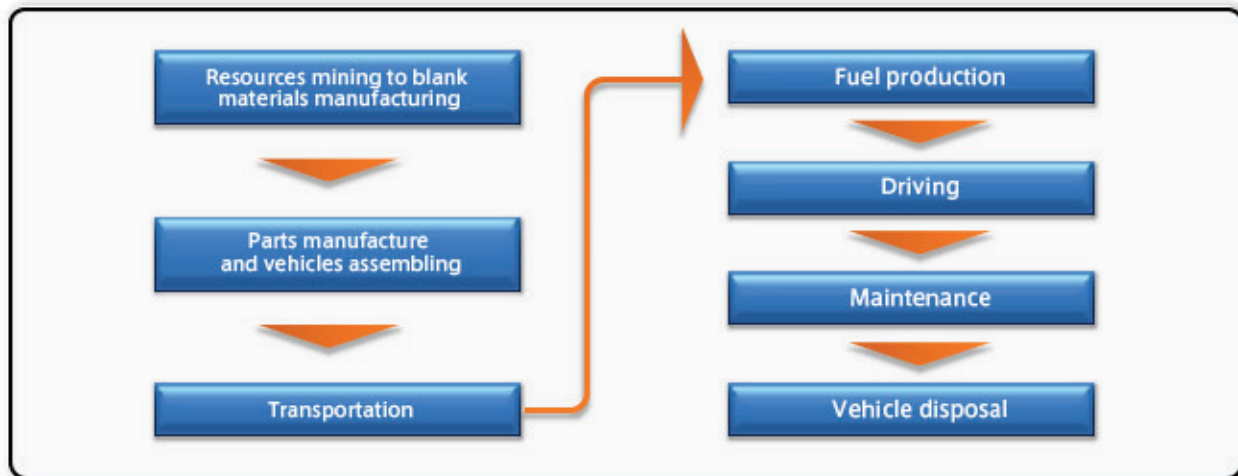 Resources mining to blank
materials manufacturing
Parts manufacture
and vehicles assembling
Transportation
Fuel production
Driving
Maintenance
Vehicle disposal